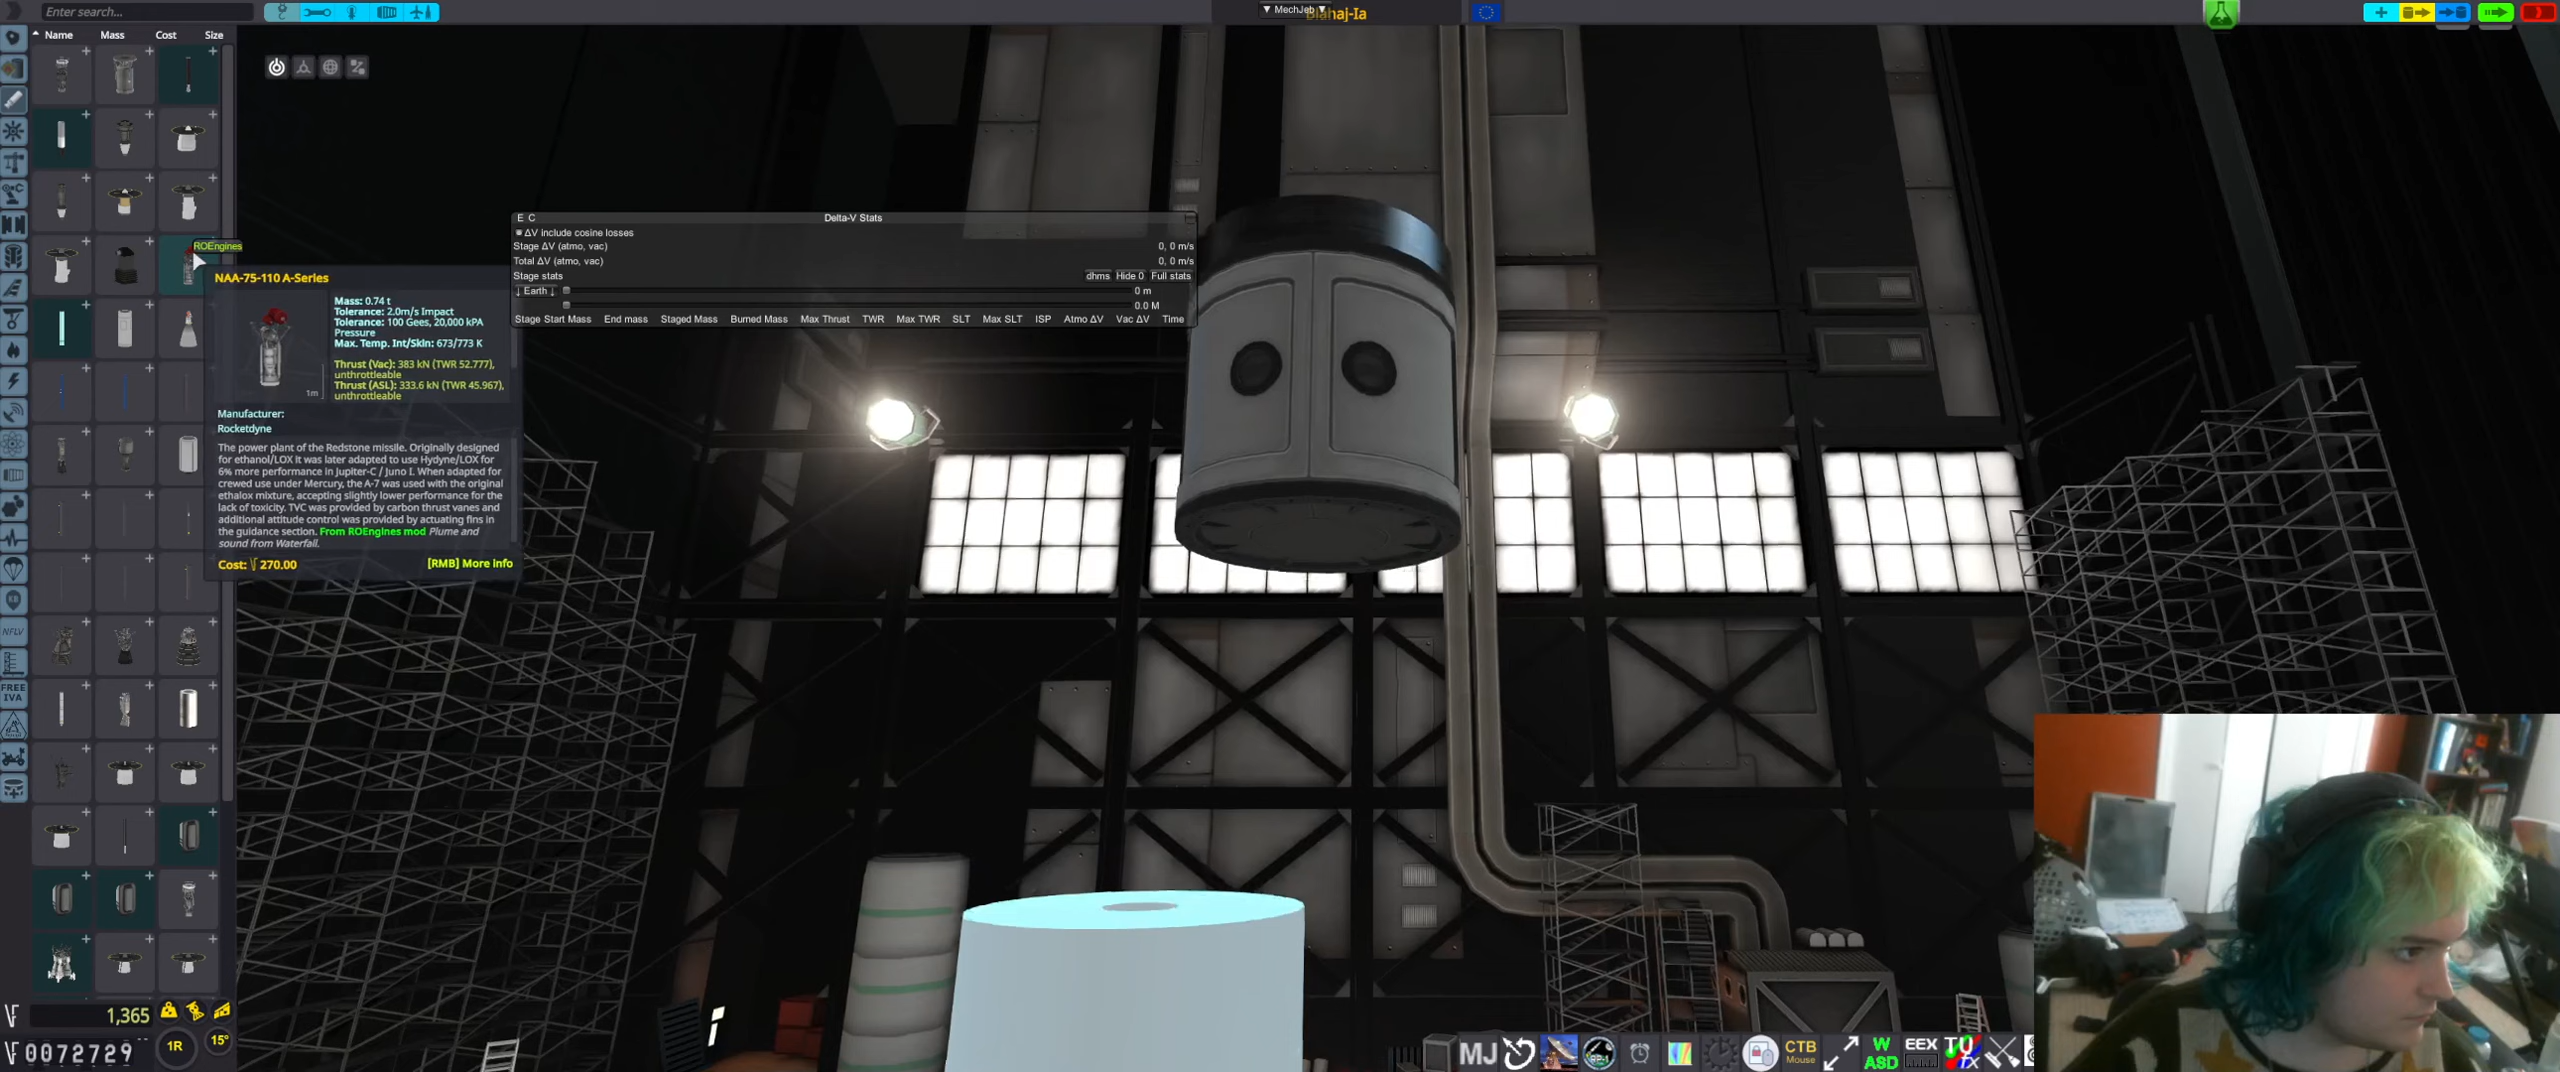 Enter search...
▼ MechJeb ▼
Blahaj-Ia
Name Mass Cost Size
ROEngines
NAA-75-110 A-Series
Mass: 0.74 t
Tolerance: 2.0m/s Impact
Tolerance: 100 Gees, 20,000 kPA
Pressure
Max. Temp. Int/Skin: 673/773 K
Thrust (Vac): 383 kN (TWR 52.777),
unthrottleable
Thrust (ASL): 333.6 kN (TWR 45.967),
unthrottleable
1m
Manufacturer:
Rocketdyne
The power plant of the Redstone missile. Originally designed
for ethanol/LOX it was later adapted to use Hydyne/LOX for
6% more performance in Jupiter-C / Juno I. When adapted for
crewed use under Mercury, the A-7 was used with the original
ethalox mixture, accepting slightly lower performance for the
lack of toxicity. TVC was provided by carbon thrust vanes and
additional attitude control was provided by actuating fins in
the guidance section. From ROEngines mod Plume and
sound from Waterfall.
Cost: 270.00 [RMB] More info
E C Delta-V Stats
ΔV include cosine losses
Stage ΔV (atmo, vac) 0, 0 m/s
Total ΔV (atmo, vac) 0, 0 m/s
Stage stats dhms Hide 0 Full stats
↓ Earth ↓ 0 m
0.0 M
Stage Start Mass End mass Staged Mass Burned Mass Max Thrust TWR Max TWR SLT Max SLT ISP Atmo ΔV Vac ΔV Time
NFLV
FREE
IVA
1,365
0072729
1R
15°
MJ
RP-1
CTB
Mouse
W
ASD
EEX
TU
TX